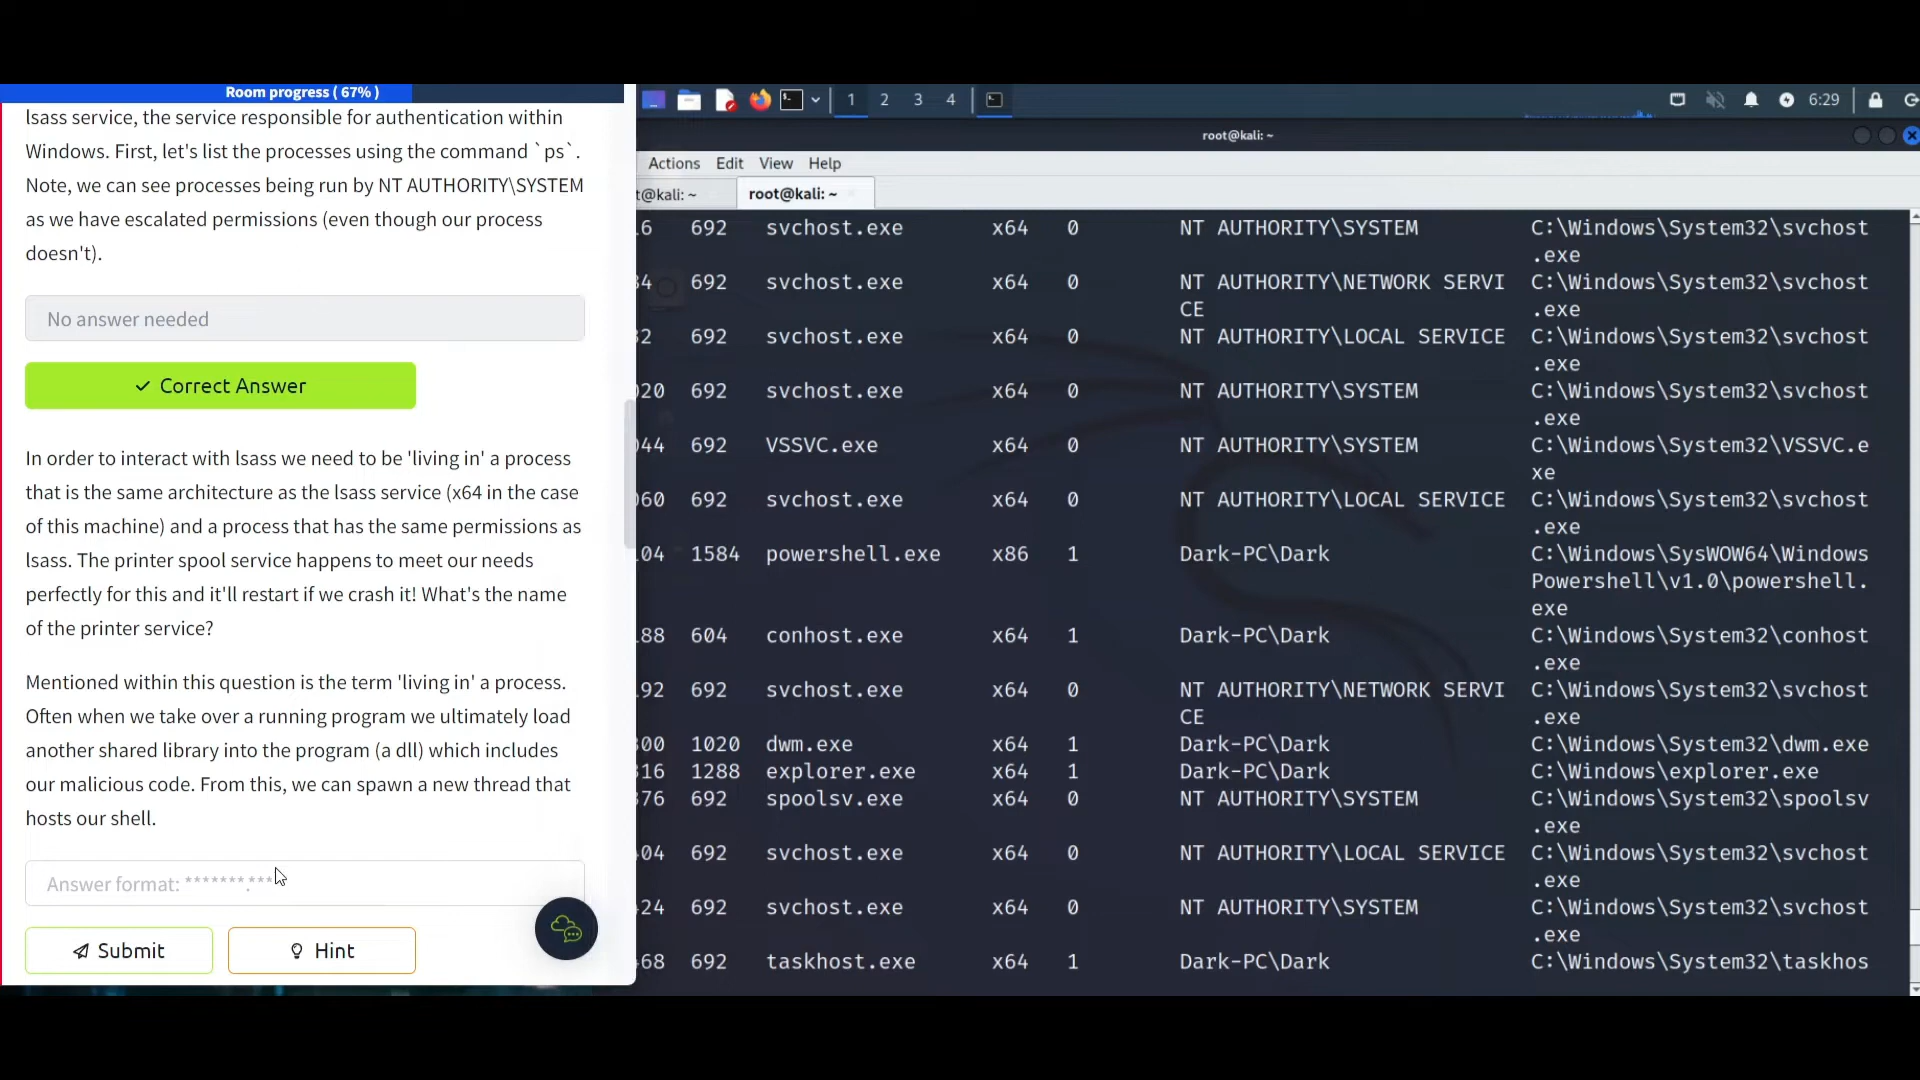 Room progress ( 67% )
lsass service, the service responsible for authentication within
Windows. First, let's list the processes using the command `ps`.
Note, we can see processes being run by NT AUTHORITY\SYSTEM
as we have escalated permissions (even though our process
doesn't).
No answer needed
Correct Answer
In order to interact with lsass we need to be 'living in' a process
that is the same architecture as the lsass service (x64 in the case
of this machine) and a process that has the same permissions as
lsass. The printer spool service happens to meet our needs
perfectly for this and it'll restart if we crash it! What's the name
of the printer service?
Mentioned within this question is the term 'living in' a process.
Often when we take over a running program we ultimately load
another shared library into the program (a dll) which includes
our malicious code. From this, we can spawn a new thread that
hosts our shell.
Answer format: *******.***
Submit Hint
1 2 3 4 6:29
root@kali: ~
Actions Edit View Help
t@kali: ~ root@kali: ~
16 692 svchost.exe x64 0 NT AUTHORITY\SYSTEM C:\Windows\System32\svchost
.exe
34 692 svchost.exe x64 0 NT AUTHORITY\NETWORK SERVI C:\Windows\System32\svchost
CE .exe
32 692 svchost.exe x64 0 NT AUTHORITY\LOCAL SERVICE C:\Windows\System32\svchost
.exe
020 692 svchost.exe x64 0 NT AUTHORITY\SYSTEM C:\Windows\System32\svchost
.exe
044 692 VSSVC.exe x64 0 NT AUTHORITY\SYSTEM C:\Windows\System32\VSSVC.e
xe
060 692 svchost.exe x64 0 NT AUTHORITY\LOCAL SERVICE C:\Windows\System32\svchost
.exe
04 1584 powershell.exe x86 1 Dark-PC\Dark C:\Windows\SysWOW64\Windows
Powershell\v1.0\powershell.
exe
88 604 conhost.exe x64 1 Dark-PC\Dark C:\Windows\System32\conhost
.exe
92 692 svchost.exe x64 0 NT AUTHORITY\NETWORK SERVI C:\Windows\System32\svchost
CE .exe
300 1020 dwm.exe x64 1 Dark-PC\Dark C:\Windows\System32\dwm.exe
316 1288 explorer.exe x64 1 Dark-PC\Dark C:\Windows\explorer.exe
376 692 spoolsv.exe x64 0 NT AUTHORITY\SYSTEM C:\Windows\System32\spoolsv
.exe
404 692 svchost.exe x64 0 NT AUTHORITY\LOCAL SERVICE C:\Windows\System32\svchost
.exe
424 692 svchost.exe x64 0 NT AUTHORITY\SYSTEM C:\Windows\System32\svchost
.exe
468 692 taskhost.exe x64 1 Dark-PC\Dark C:\Windows\System32\taskhos